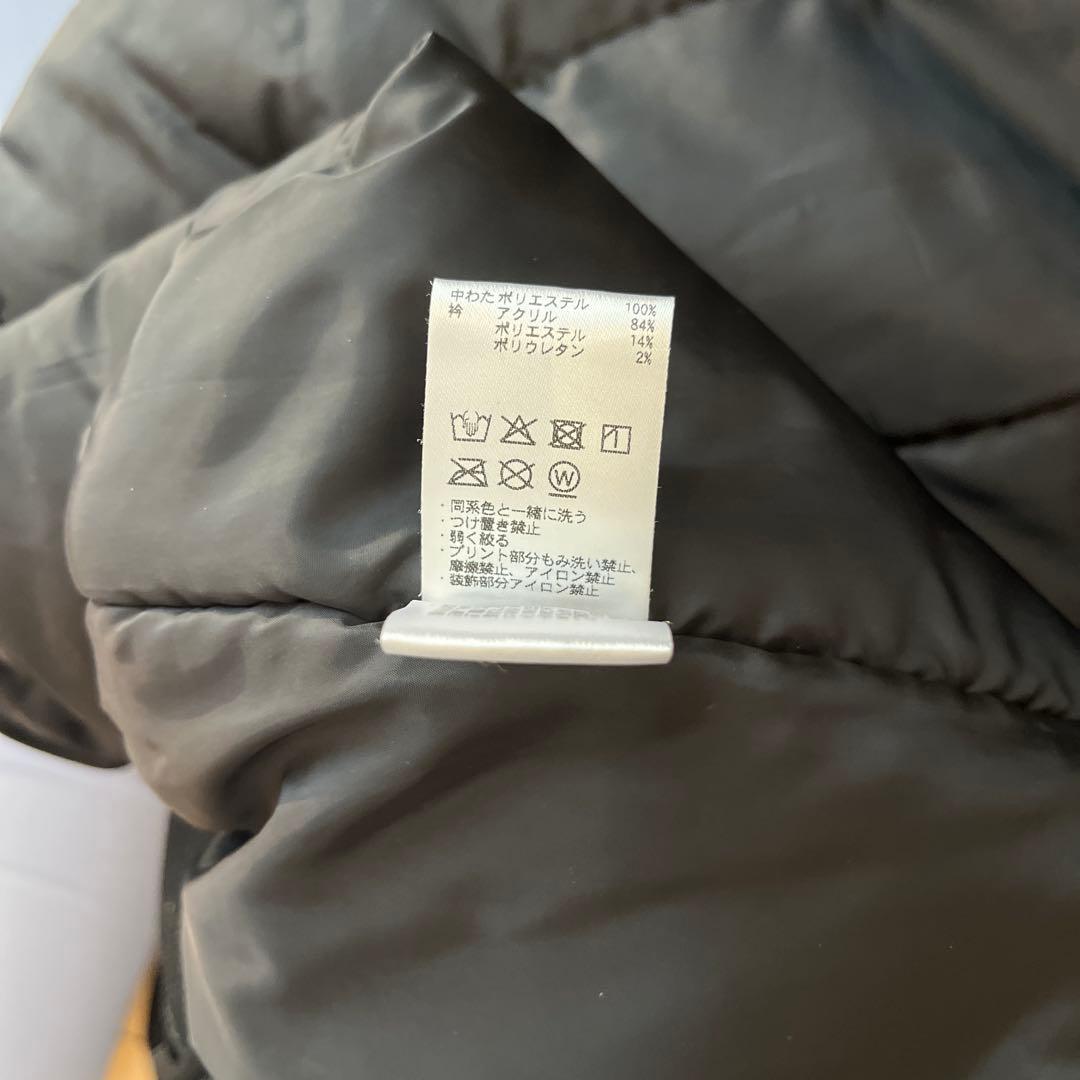 中わた ポリエステル 100%
衿 アクリル 84%
ポリエステル 14%
ポリウレタン 2%
W
・同系色と一緒に洗う
・つけ置き禁止
・弱く絞る
・プリント部分もみ洗い禁止、
摩擦禁止、アイロン禁止
・装飾部分アイロン禁止